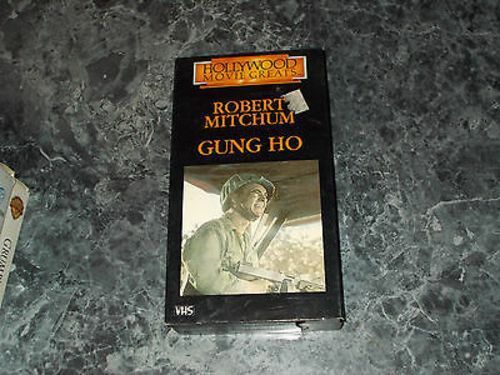 HOLLYWOOD
MOVIE GREATS
ROBERT
MITCHUM
GUNG HO
VHS